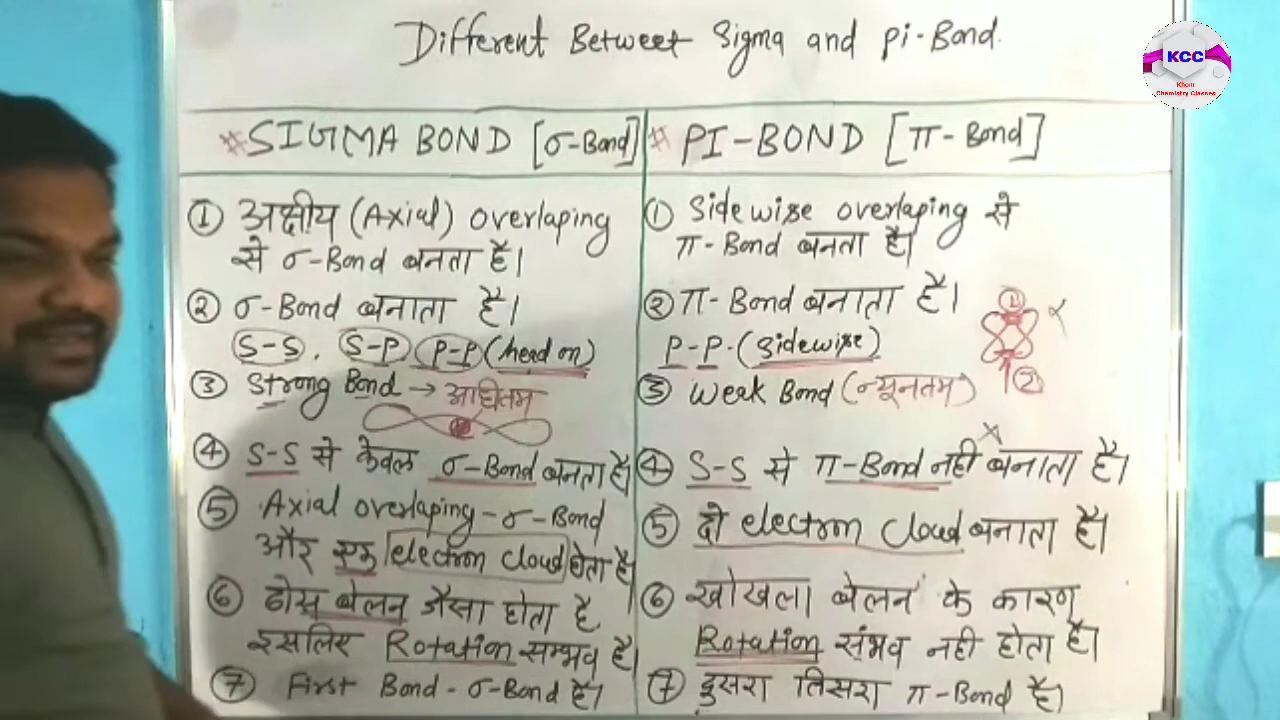 Different Betweet Sigma and pi-Bond.
KCC
Khon
Chemistry Classes
#SIGMA BOND [σ-Bond]
① अक्षीय (Axial) overlaping
से σ-Bond बनता है।
② σ-Bond बनाता है।
S-S, S-P P-P (head on)
③ Strong Bond →
④ S-S से केवल σ-Bond बनता है।
⑤ Axial overlaping-σ-Bond
और एक electron cloud होता है
⑥ ठोस बेलन जैसा होता है.
इसलिए Rotation सम्भव है।
⑦ First Bond-σ-Bond है।
# PI-BOND [π-Bond]
① Sidewise overlaping से
π-Bond बनता है।
② π-Bond बनाता है।
P-P-(Sidewise)
①
②
③ Weak Bond (न्यूनतम)
④ S-S से π-Bond नही बनाता है।
⑤ दो electron cloud बनाता है।
⑥ खोखला बेलन के कारण
Rotation संभव नही होता है।
⑦ दुसरा तिसरा π-Bond है।